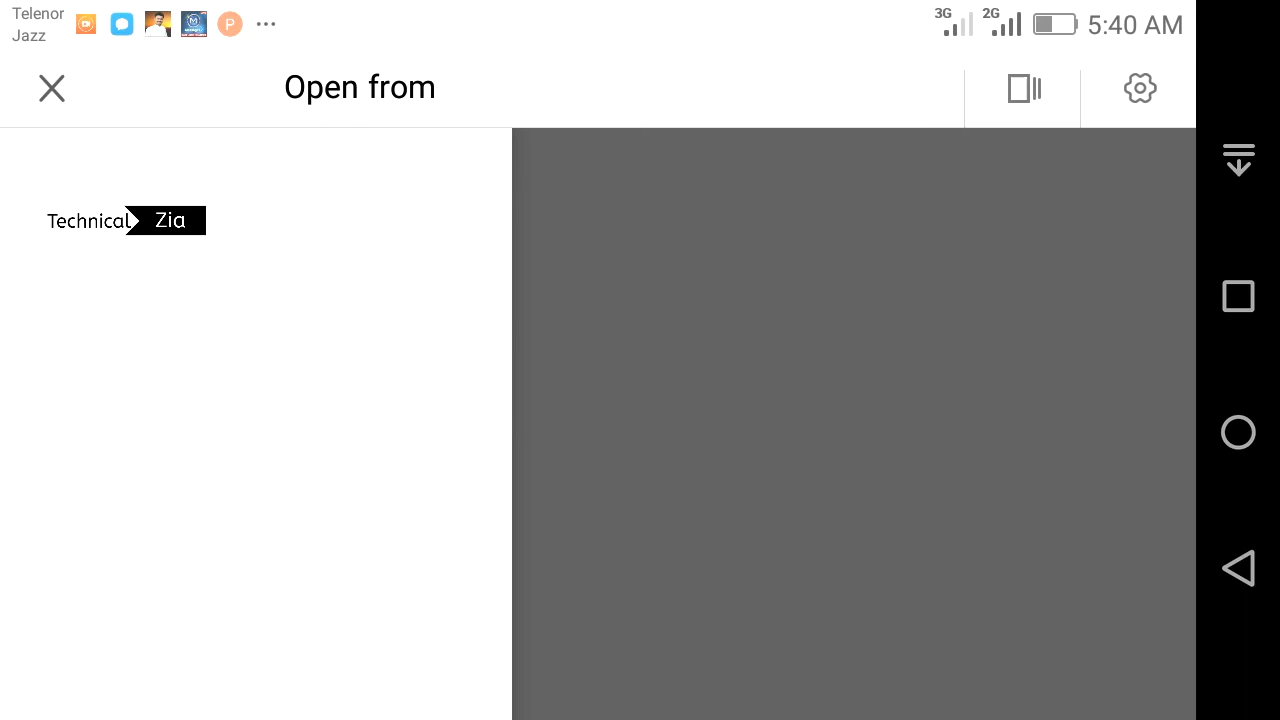 Telenor
Jazz
P
3G
2G
5:40 AM
Open from
Technical Zia